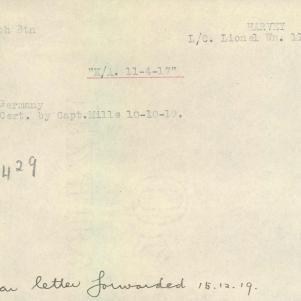 HARVEY
Btn
L/C. Lionel Wm.
"K/A. 11-4-17".
Germany
Cert. by Capt. Mills 10-10-19.
429
letter forwarded 15.12.19.